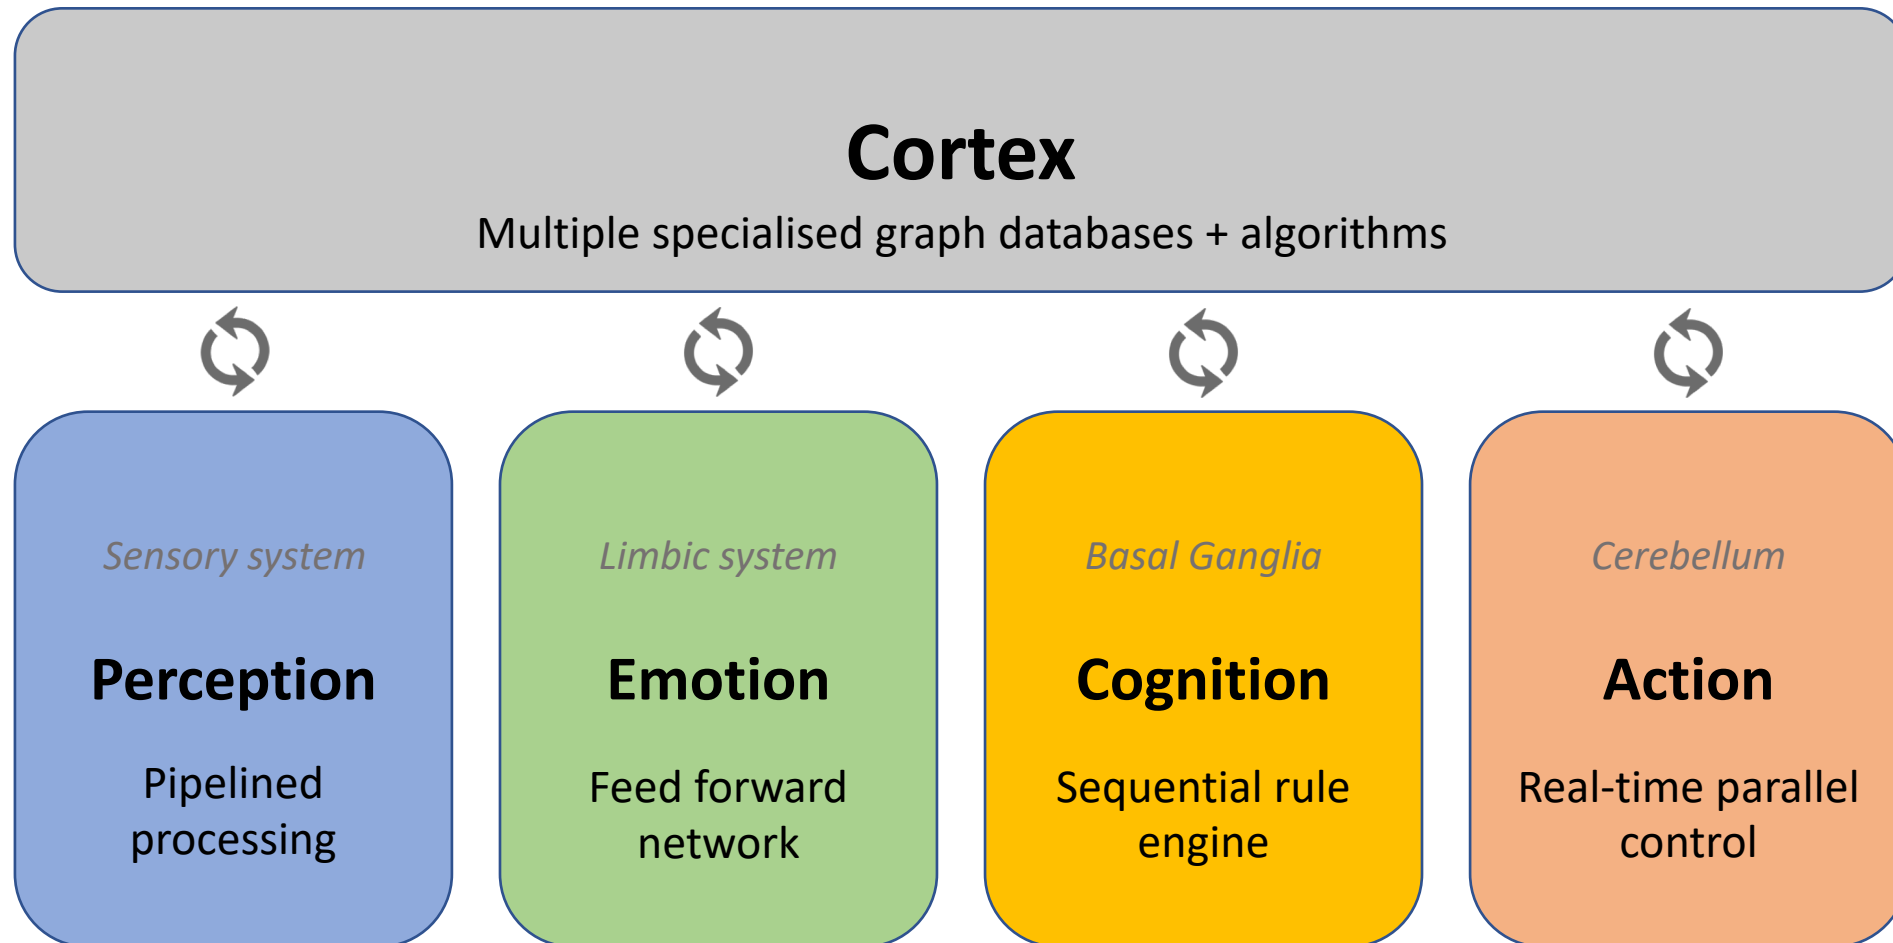 Cortex
Multiple specialised graph databases + algorithms
Sensory system
Perception
Pipelined
processing
Limbic system
Emotion
Feed forward
network
Basal Ganglia
Cognition
Sequential rule
engine
Cerebellum
Action
Real-time parallel
control